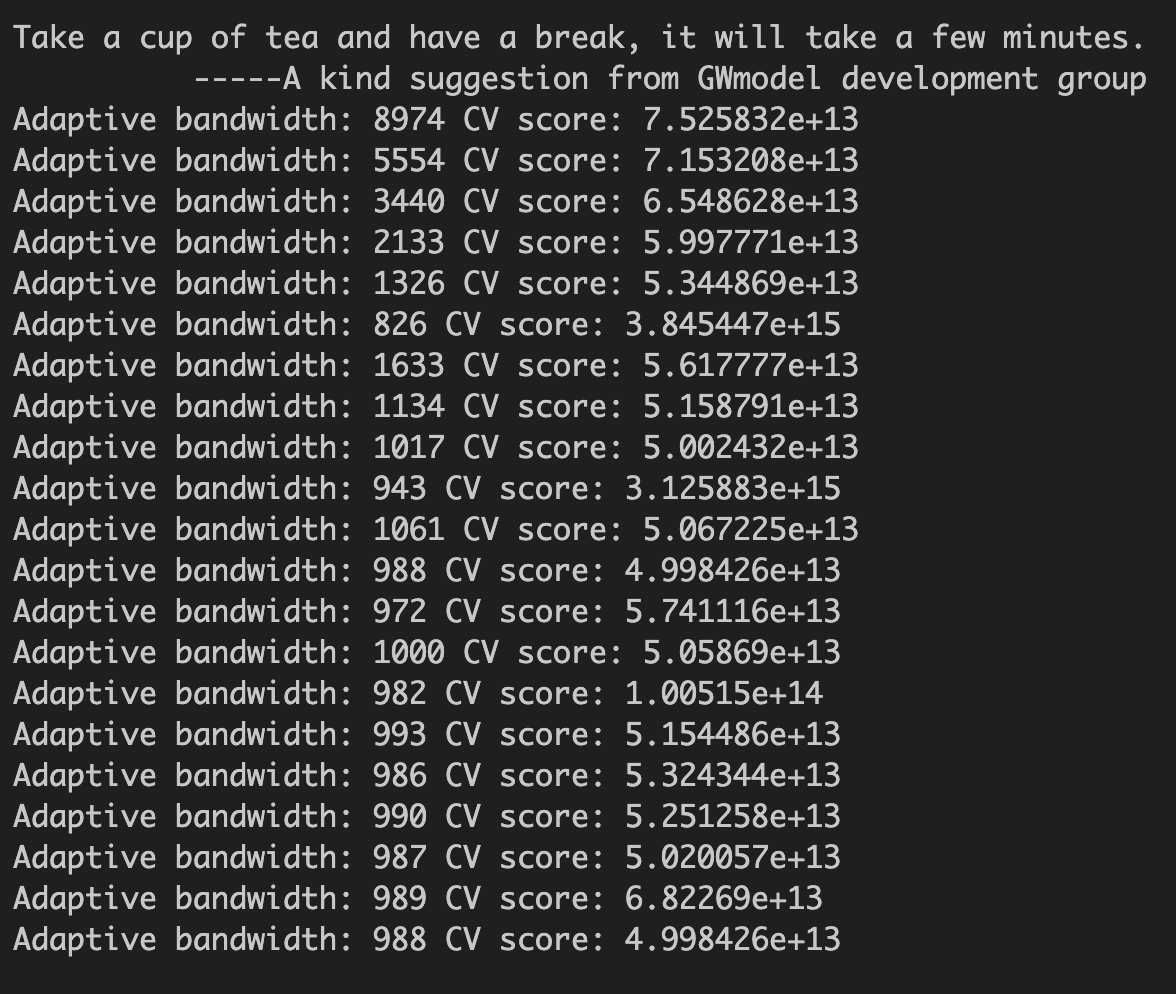 Take a cup of tea and have a break, it will take a few minutes.
-----A kind suggestion from GWmodel development group
Adaptive bandwidth: 8974 CV score: 7.525832e+13
Adaptive bandwidth: 5554 CV score: 7.153208e+13
Adaptive bandwidth: 3440 CV score: 6.548628e+13
Adaptive bandwidth: 2133 CV score: 5.997771e+13
Adaptive bandwidth: 1326 CV score: 5.344869e+13
Adaptive bandwidth: 826 CV score: 3.845447e+15
Adaptive bandwidth: 1633 CV score: 5.617777e+13
Adaptive bandwidth: 1134 CV score: 5.158791e+13
Adaptive bandwidth: 1017 CV score: 5.002432e+13
Adaptive bandwidth: 943 CV score: 3.125883e+15
Adaptive bandwidth: 1061 CV score: 5.067225e+13
Adaptive bandwidth: 988 CV score: 4.998426e+13
Adaptive bandwidth: 972 CV score: 5.741116e+13
Adaptive bandwidth: 1000 CV score: 5.05869e+13
Adaptive bandwidth: 982 CV score: 1.00515e+14
Adaptive bandwidth: 993 CV score: 5.154486e+13
Adaptive bandwidth: 986 CV score: 5.324344e+13
Adaptive bandwidth: 990 CV score: 5.251258e+13
Adaptive bandwidth: 987 CV score: 5.020057e+13
Adaptive bandwidth: 989 CV score: 6.82269e+13
Adaptive bandwidth: 988 CV score: 4.998426e+13